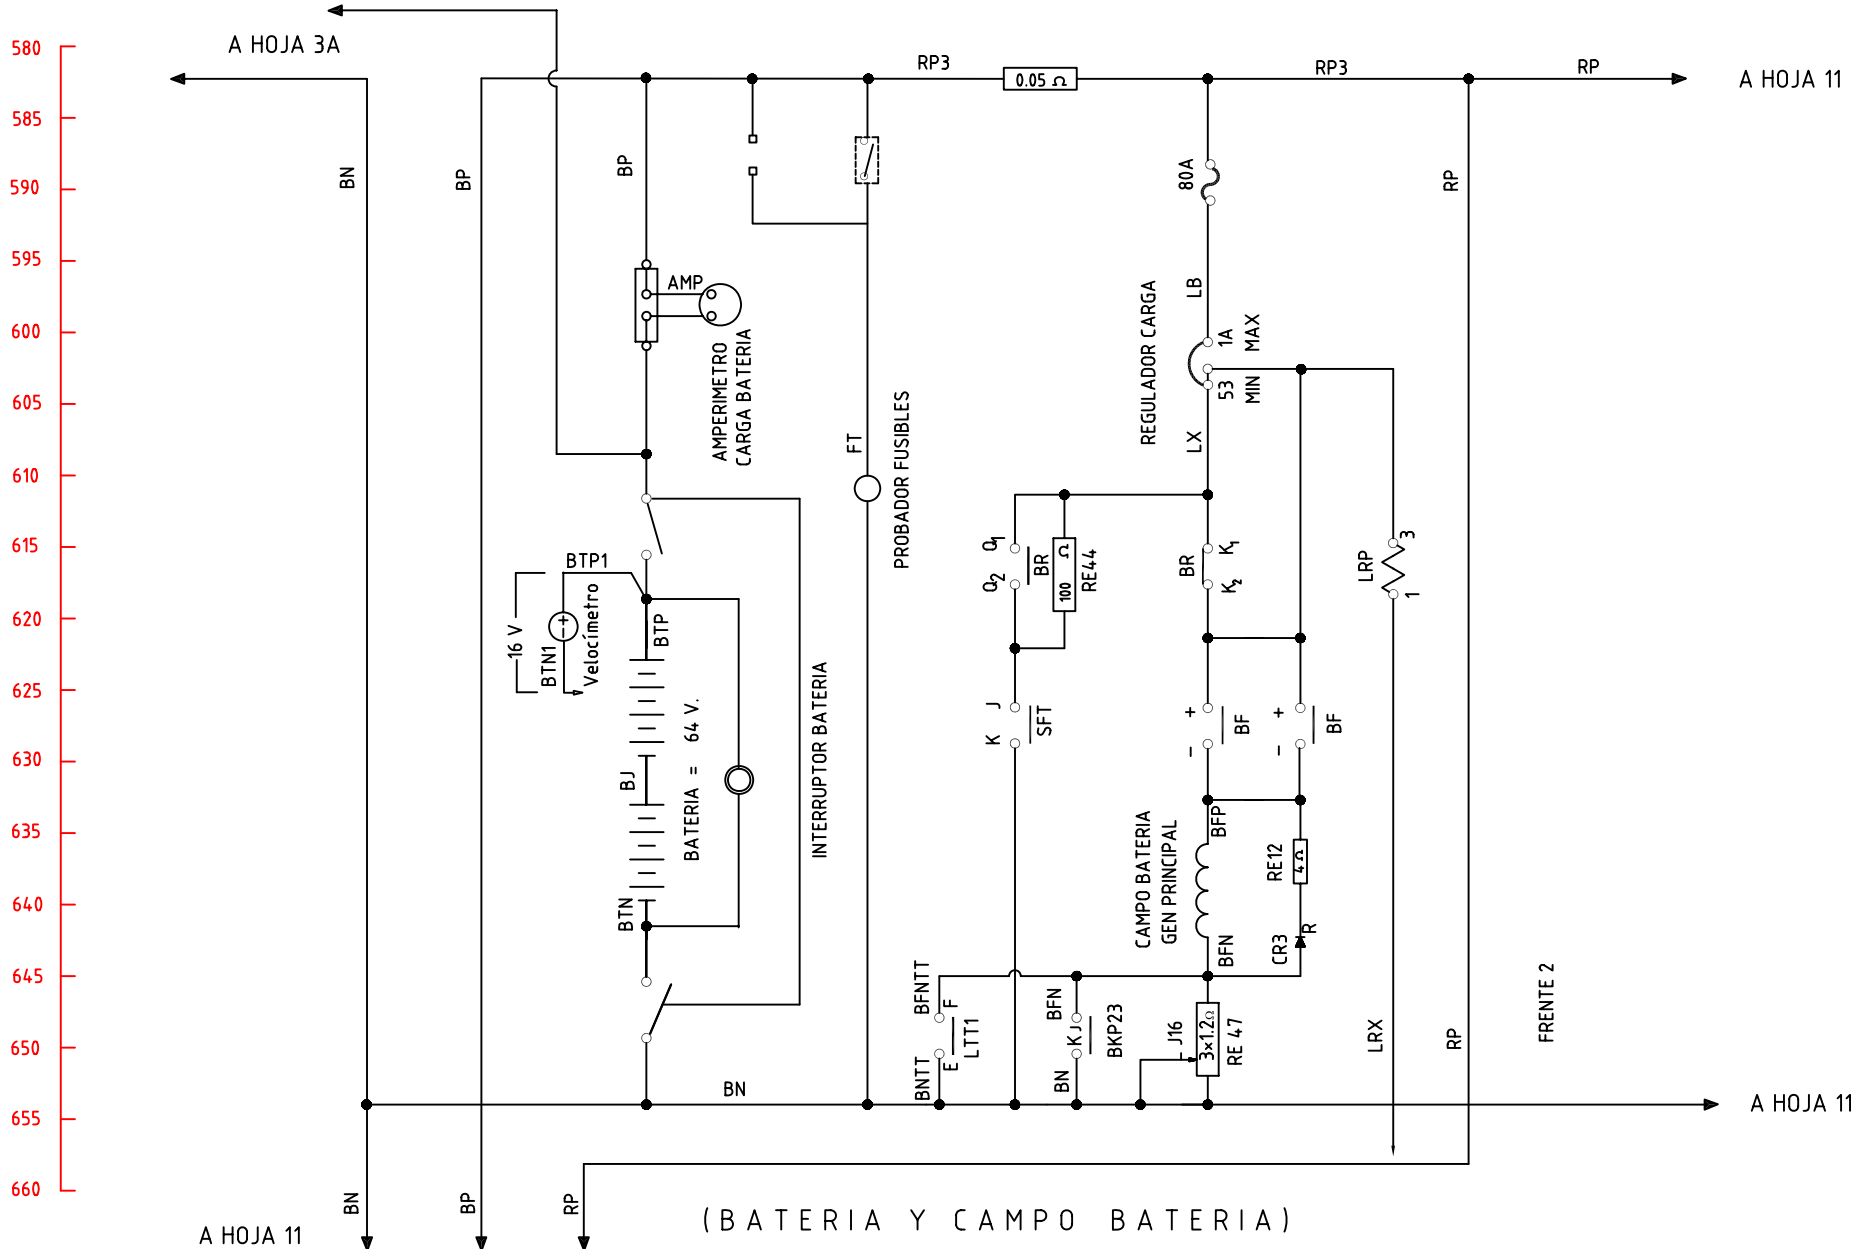 A HOJA 3A
580
585
590
595
600
605
610
615
620
625
630
635
640
645
650
655
660
RP3
0.05 Ω
RP3
RP
A HOJA 11
BN
BP
BP
80A
RP
AMP
AMPERIMETRO
CARGA BATERIA
LB
REGULADOR CARGA
1A
MAX
53
MIN
LX
FT
PROBADOR FUSIBLES
BTP1
16 V
BTN1
Velocímetro
BTP
BJ
BATERIA = 64 V.
INTERRUPTOR BATERIA
BTN
Q1
Q2
BR
100 Ω
RE44
BR
K1
K2
LRP
3
1
J
K
SFT
+
-
BF
+
-
BF
BFP
CAMPO BATERIA
GEN PRINCIPAL
RE12
4 Ω
BFN
CR3
R
BFNTT
F
LTT1
BNTT
E
BFN
KJ
BKP23
BN
J16
3×1.2Ω
RE 47
LRX
RP
FRENTE 2
BN
A HOJA 11
BN
BP
RP
A HOJA 11
(BATERIA Y CAMPO BATERIA)